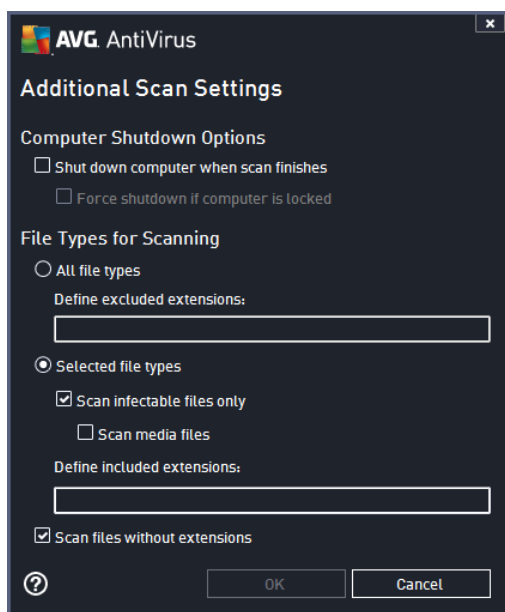 AVG. AntiVirus
Additional Scan Settings
Computer Shutdown Options
Shut down computer when scan finishes
Force shutdown if computer is locked
File Types for Scanning
All file types
Define excluded extensions:
Selected file types
Scan infectable files only
Scan media files
Define included extensions:
Scan files without extensions
?
OK
Cancel